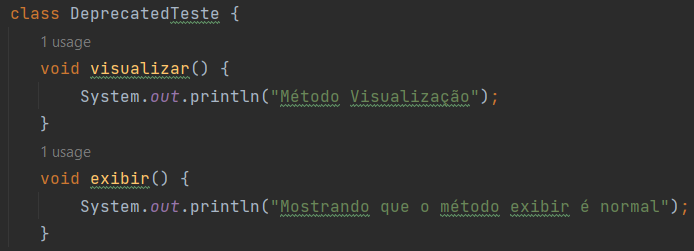 class DeprecatedTeste {
1 usage
void visualizar() {
System.out.println("Método Visualização");
}
1 usage
void exibir() {
System.out.println("Mostrando que o método exibir é normal");
}